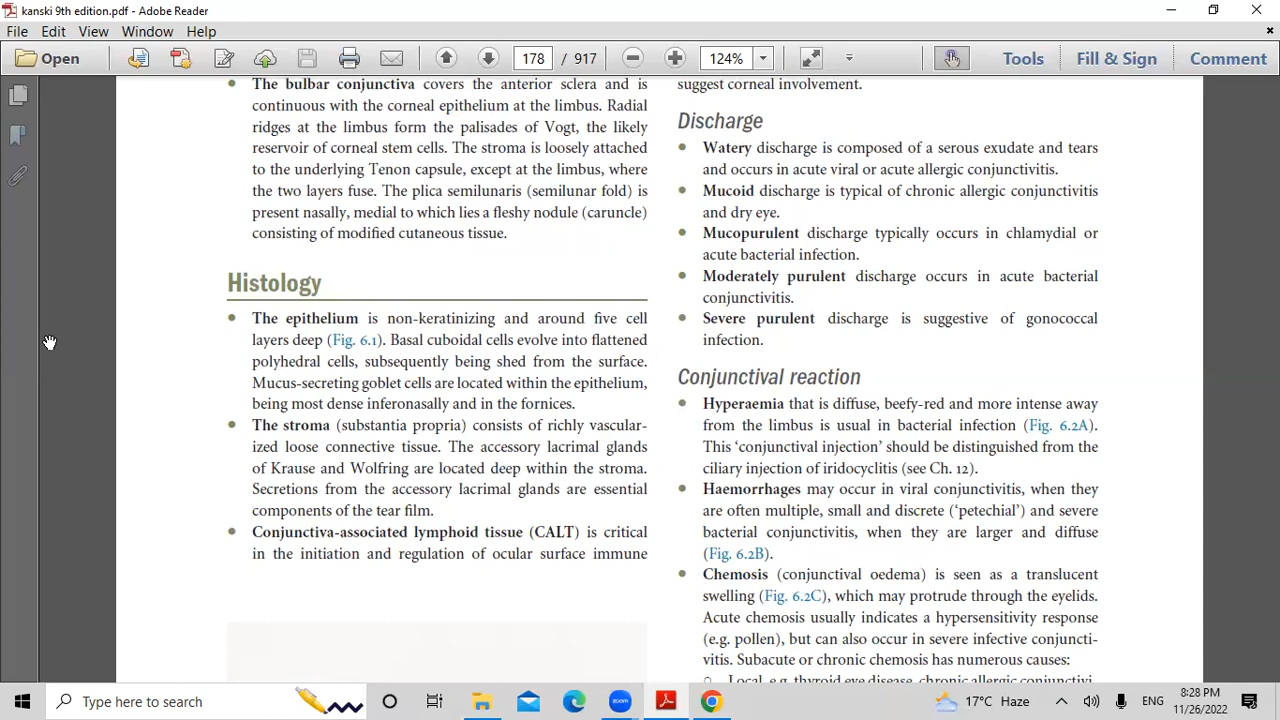 kanski 9th edition.pdf - Adobe Reader
File Edit View Window Help
Open 178 / 917 124% Tools Fill & Sign Comment
The bulbar conjunctiva covers the anterior sclera and is
continuous with the corneal epithelium at the limbus. Radial
ridges at the limbus form the palisades of Vogt, the likely
reservoir of corneal stem cells. The stroma is loosely attached
to the underlying Tenon capsule, except at the limbus, where
the two layers fuse. The plica semilunaris (semilunar fold) is
present nasally, medial to which lies a fleshy nodule (caruncle)
consisting of modified cutaneous tissue.
Histology
The epithelium is non-keratinizing and around five cell
layers deep (Fig. 6.1). Basal cuboidal cells evolve into flattened
polyhedral cells, subsequently being shed from the surface.
Mucus-secreting goblet cells are located within the epithelium,
being most dense inferonasally and in the fornices.
The stroma (substantia propria) consists of richly vascular-
ized loose connective tissue. The accessory lacrimal glands
of Krause and Wolfring are located deep within the stroma.
Secretions from the accessory lacrimal glands are essential
components of the tear film.
Conjunctiva-associated lymphoid tissue (CALT) is critical
in the initiation and regulation of ocular surface immune
suggest corneal involvement.
Discharge
Watery discharge is composed of a serous exudate and tears
and occurs in acute viral or acute allergic conjunctivitis.
Mucoid discharge is typical of chronic allergic conjunctivitis
and dry eye.
Mucopurulent discharge typically occurs in chlamydial or
acute bacterial infection.
Moderately purulent discharge occurs in acute bacterial
conjunctivitis.
Severe purulent discharge is suggestive of gonococcal
infection.
Conjunctival reaction
Hyperaemia that is diffuse, beefy-red and more intense away
from the limbus is usual in bacterial infection (Fig. 6.2A).
This ‘conjunctival injection’ should be distinguished from the
ciliary injection of iridocyclitis (see Ch. 12).
Haemorrhages may occur in viral conjunctivitis, when they
are often multiple, small and discrete (‘petechial’) and severe
bacterial conjunctivitis, when they are larger and diffuse
(Fig. 6.2B).
Chemosis (conjunctival oedema) is seen as a translucent
swelling (Fig. 6.2C), which may protrude through the eyelids.
Acute chemosis usually indicates a hypersensitivity response
(e.g. pollen), but can also occur in severe infective conjuncti-
vitis. Subacute or chronic chemosis has numerous causes:
Local, e.g. thyroid eye disease, chronic allergic conjunctivi-
Type here to search
zoom
17°C Haze
ENG
8:28 PM
11/26/2022